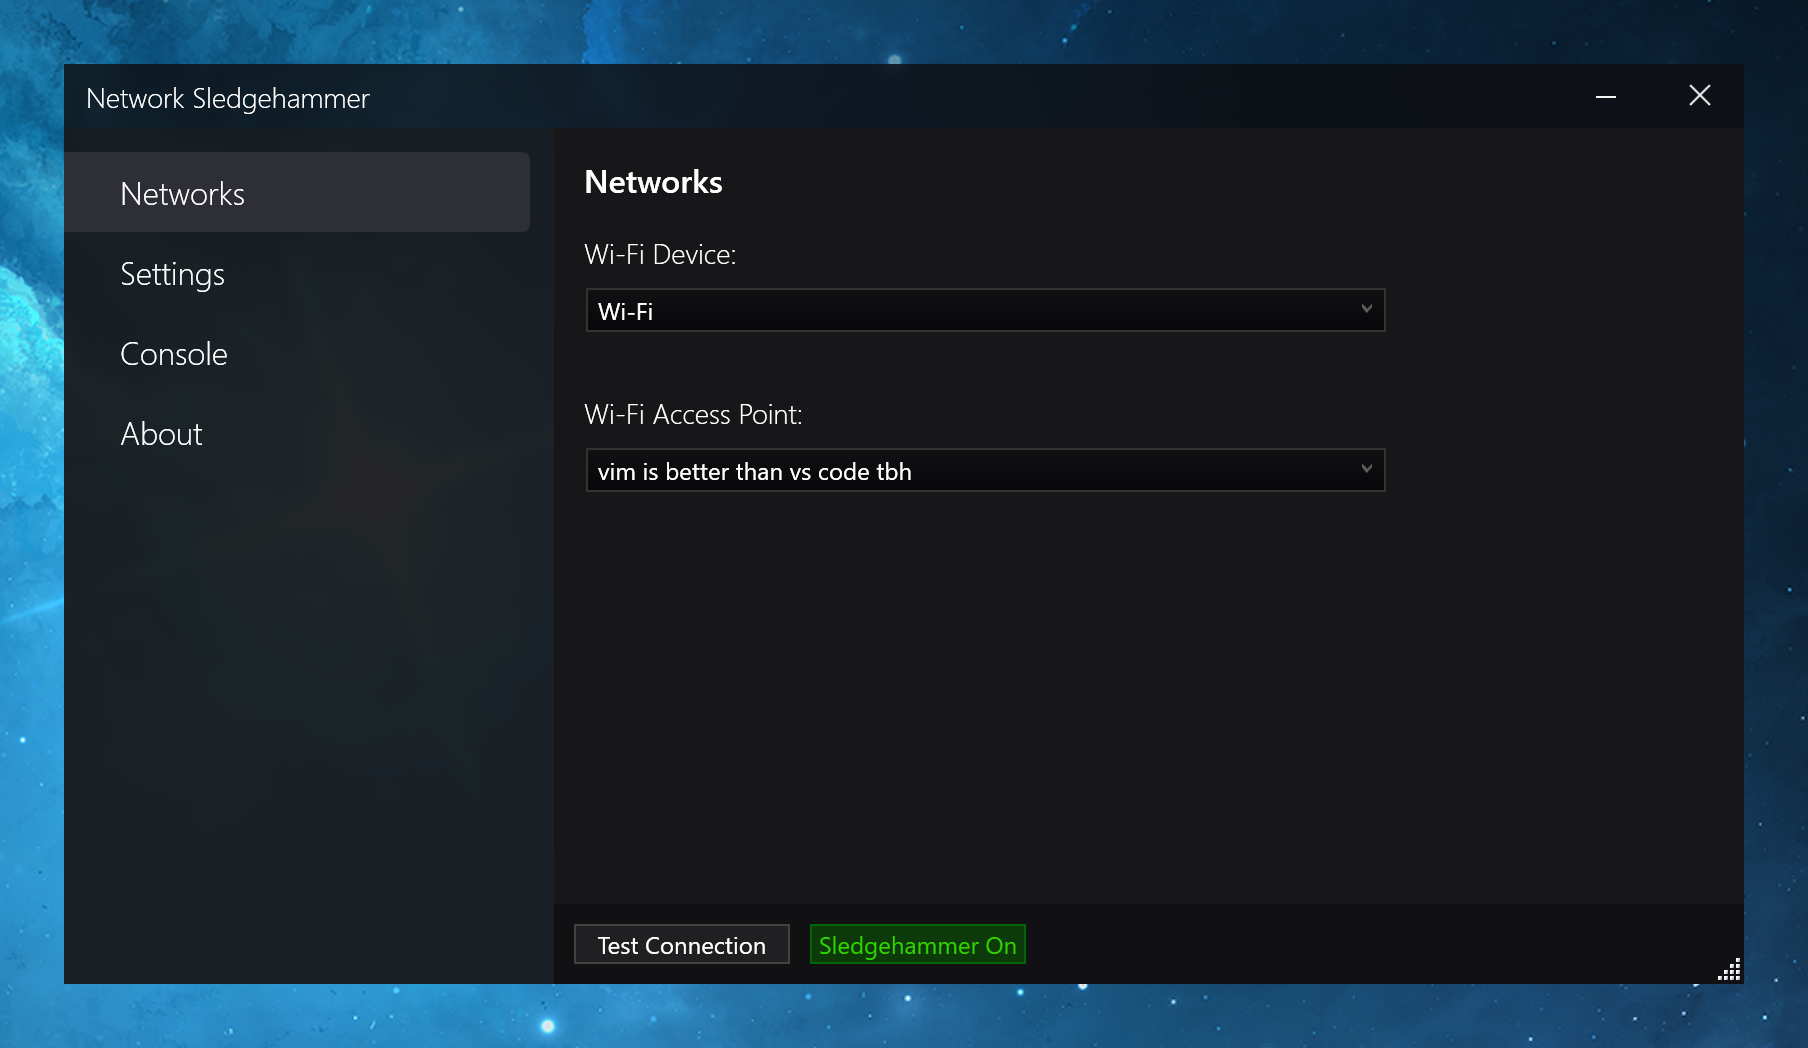 Network Sledgehammer
Networks
Settings
Console
About
Networks
Wi-Fi Device:
Wi-Fi
Wi-Fi Access Point:
vim is better than vs code tbh
Test Connection
Sledgehammer On